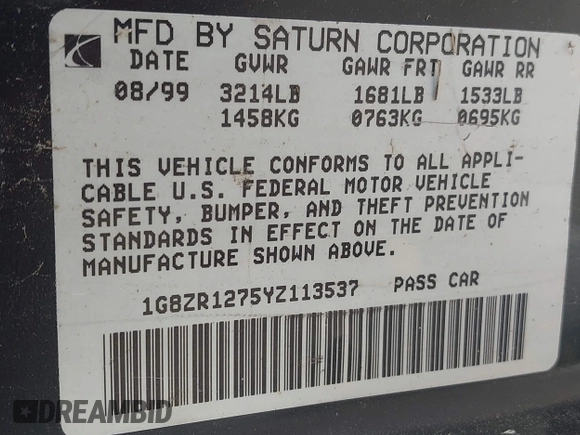 MFD BY SATURN CORPORATION
DATE GVWR GAWR FRT GAWR RR
08/99 3214LB 1681LB 1533LB
1458KG 0763KG 0695KG
THIS VEHICLE CONFORMS TO ALL APPLI-
CABLE U.S. FEDERAL MOTOR VEHICLE
SAFETY, BUMPER, AND THEFT PREVENTION
STANDARDS IN EFFECT ON THE DATE OF
MANUFACTURE SHOWN ABOVE.
1G8ZR1275YZ113537 PASS CAR
DREAMBID